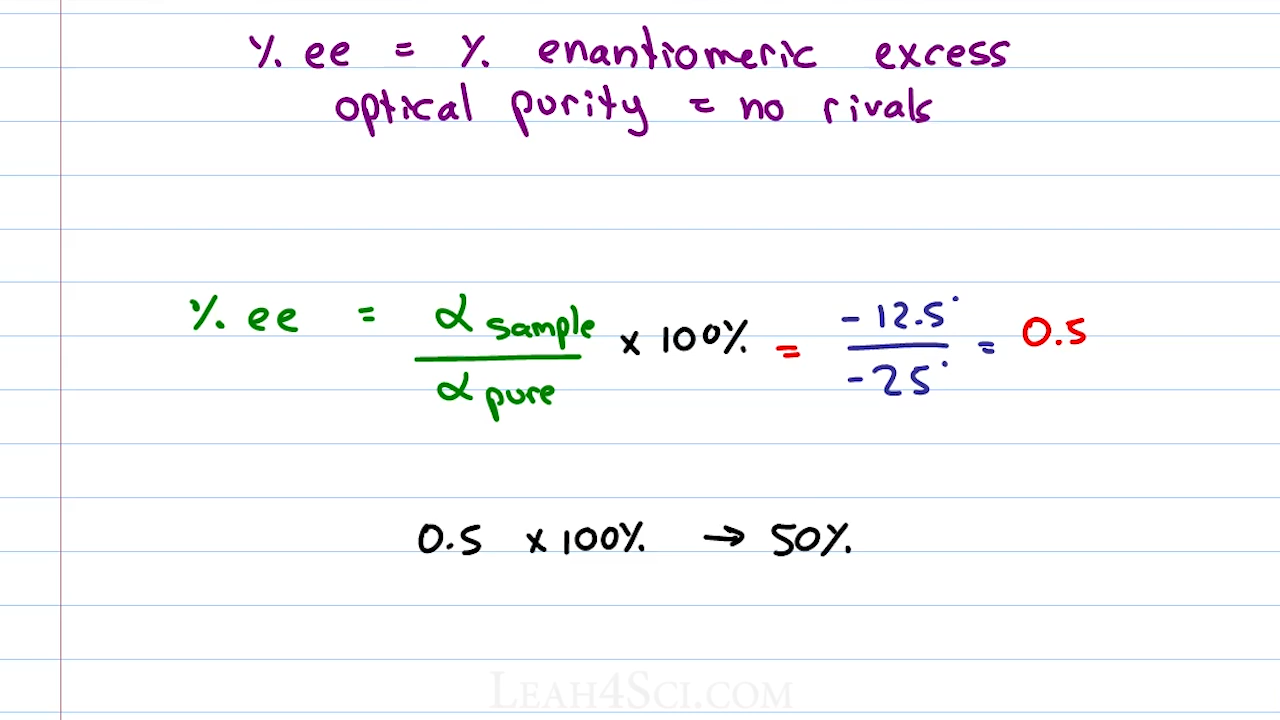 % ee = % enantiomeric excess
optical purity = no rivals
% ee = α sample / α pure x 100% = -12.5° / -25° = 0.5
0.5 x 100% → 50%
LEAH4SCI.COM